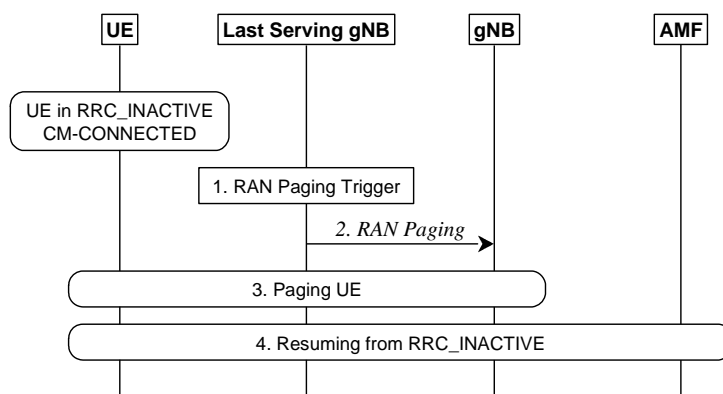 UE
Last Serving gNB
gNB
AMF
UE in RRC_INACTIVE
CM-CONNECTED
1. RAN Paging Trigger
2. RAN Paging
3. Paging UE
4. Resuming from RRC_INACTIVE